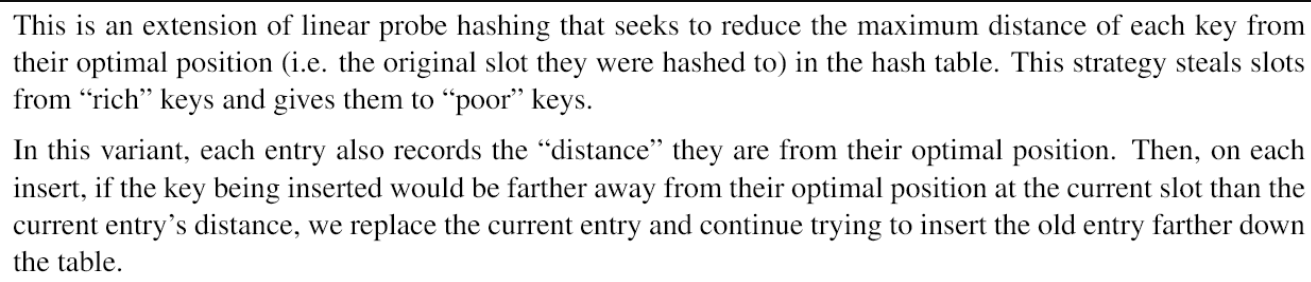 This is an extension of linear probe hashing that seeks to reduce the maximum distance of each key from
their optimal position (i.e. the original slot they were hashed to) in the hash table. This strategy steals slots
from “rich” keys and gives them to “poor” keys.
In this variant, each entry also records the “distance” they are from their optimal position. Then, on each
insert, if the key being inserted would be farther away from their optimal position at the current slot than the
current entry’s distance, we replace the current entry and continue trying to insert the old entry farther down
the table.